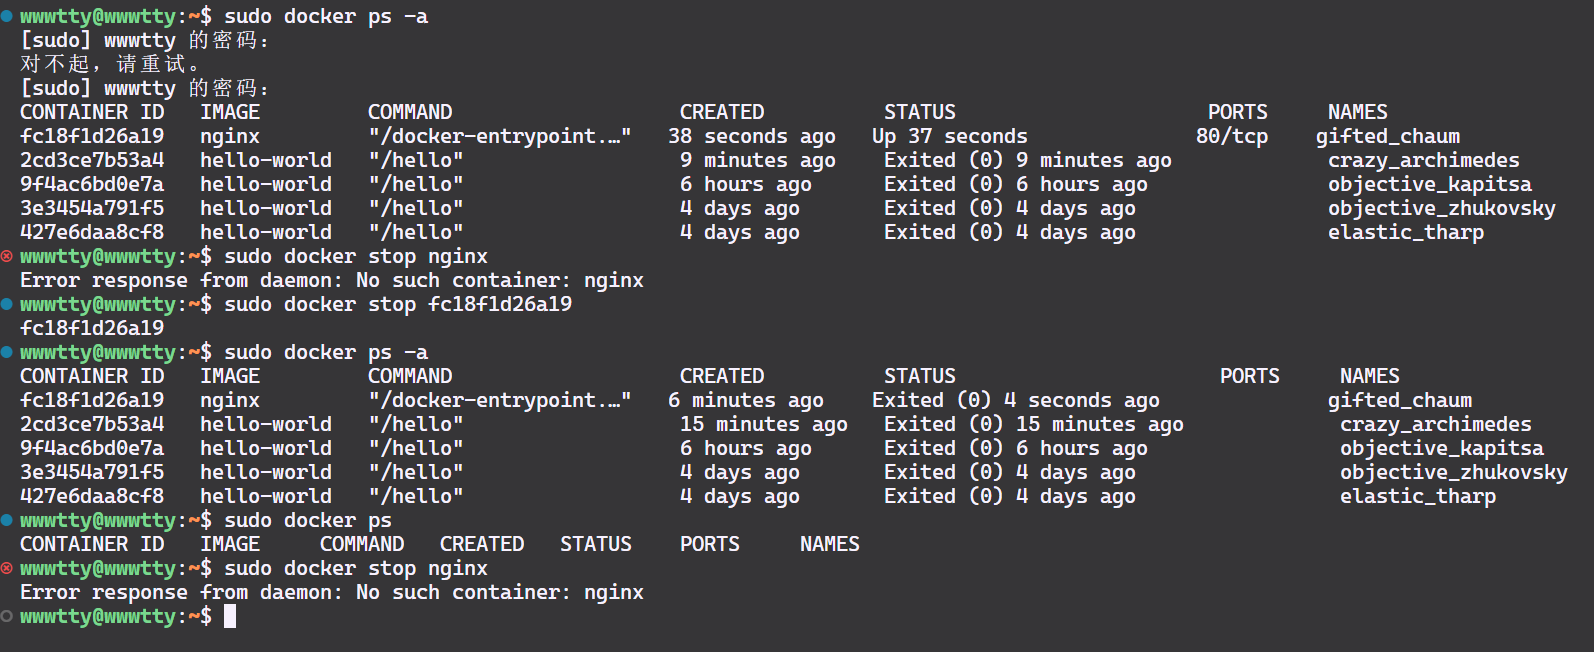 wwwtty@wwwtty:~$ sudo docker ps -a
[sudo] wwwtty 的密码:
对不起，请重试。
[sudo] wwwtty 的密码:
CONTAINER ID   IMAGE         COMMAND                   CREATED          STATUS                     PORTS     NAMES
fc18f1d26a19   nginx         "/docker-entrypoint.…"   38 seconds ago   Up 37 seconds              80/tcp    gifted_chaum
2cd3ce7b53a4   hello-world   "/hello"                  9 minutes ago    Exited (0) 9 minutes ago             crazy_archimedes
9f4ac6bd0e7a   hello-world   "/hello"                  6 hours ago      Exited (0) 6 hours ago               objective_kapitsa
3e3454a791f5   hello-world   "/hello"                  4 days ago       Exited (0) 4 days ago                objective_zhukovsky
427e6daa8cf8   hello-world   "/hello"                  4 days ago       Exited (0) 4 days ago                elastic_tharp
wwwtty@wwwtty:~$ sudo docker stop nginx
Error response from daemon: No such container: nginx
wwwtty@wwwtty:~$ sudo docker stop fc18f1d26a19
fc18f1d26a19
wwwtty@wwwtty:~$ sudo docker ps -a
CONTAINER ID   IMAGE         COMMAND                   CREATED          STATUS                      PORTS     NAMES
fc18f1d26a19   nginx         "/docker-entrypoint.…"   6 minutes ago    Exited (0) 4 seconds ago              gifted_chaum
2cd3ce7b53a4   hello-world   "/hello"                  15 minutes ago   Exited (0) 15 minutes ago             crazy_archimedes
9f4ac6bd0e7a   hello-world   "/hello"                  6 hours ago      Exited (0) 6 hours ago                objective_kapitsa
3e3454a791f5   hello-world   "/hello"                  4 days ago       Exited (0) 4 days ago                 objective_zhukovsky
427e6daa8cf8   hello-world   "/hello"                  4 days ago       Exited (0) 4 days ago                 elastic_tharp
wwwtty@wwwtty:~$ sudo docker ps
CONTAINER ID   IMAGE     COMMAND   CREATED   STATUS    PORTS     NAMES
wwwtty@wwwtty:~$ sudo docker stop nginx
Error response from daemon: No such container: nginx
wwwtty@wwwtty:~$